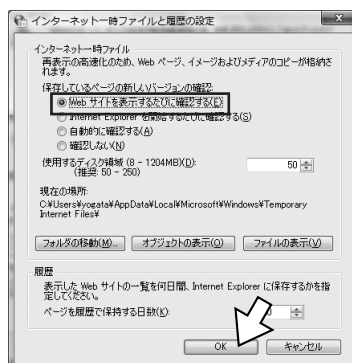 インターネット一時ファイルと履歴の設定
インターネット一時ファイル
再表示の高速化のため、Web ページ、イメージおよびメディアのコピーが格納さ
れます。
保存しているページの新しいバージョンの確認:
Web サイトを表示するたびに確認する(E)
Internet Explorer を開始するたびに確認する(S)
自動的に確認する(A)
確認しない(N)
使用するディスク領域 (8 - 1204MB)(D):
50
(推奨: 50 - 250)
現在の場所:
C:¥Users¥yogata¥AppData¥Local¥Microsoft¥Windows¥Temporary
Internet Files¥
フォルダの移動(M)... オブジェクトの表示(O) ファイルの表示(V)
履歴
表示した Web サイトの一覧を何日間、Internet Explorer に保存するかを指
定してください。
ページを履歴で保持する日数(K):
OK キャンセル